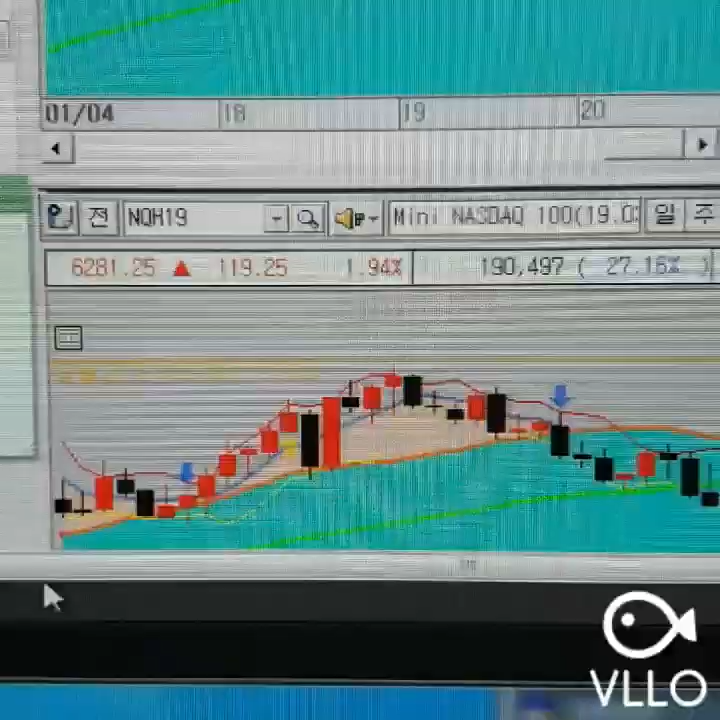 01/04 18 19 20
전 NQH19 Mini NASDAQ 100(19.03 일 주
6281.25 ▲ 119.25 1.94% 190,497 ( 27.16% )
VLLO